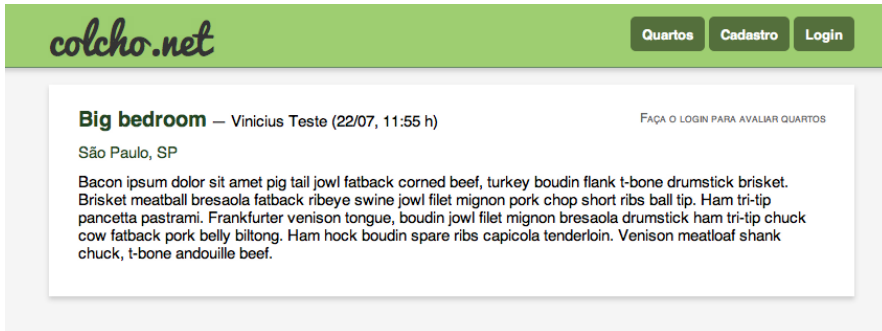 colcho.net
Quartos Cadastro Login
Big bedroom — Vinicius Teste (22/07, 11:55 h)
Faça o login para avaliar quartos
São Paulo, SP
Bacon ipsum dolor sit amet pig tail jowl fatback corned beef, turkey boudin flank t-bone drumstick brisket.
Brisket meatball bresaola fatback ribeye swine jowl filet mignon pork chop short ribs ball tip. Ham tri-tip
pancetta pastrami. Frankfurter venison tongue, boudin jowl filet mignon bresaola drumstick ham tri-tip chuck
cow fatback pork belly biltong. Ham hock boudin spare ribs capicola tenderloin. Venison meatloaf shank
chuck, t-bone andouille beef.